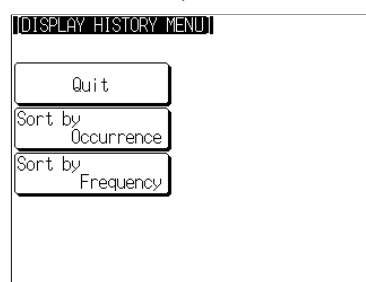 [DISPLAY HISTORY MENU]
Quit
Sort by
Occurrence
Sort by
Frequency